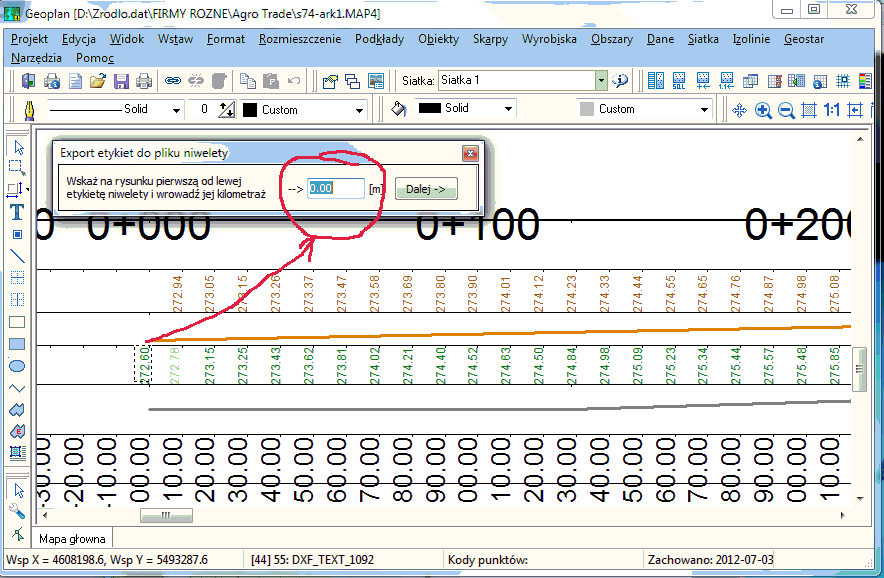 Geoplan [D:\Zrodlo.dat\FIRMY ROZNE\Agro Trade\s74-ark1.MAP4]
Projekt Edycja Widok Wstaw Format Rozmieszczenie Podkłady Obiekty Skarpy Wyrobiska Obszary Dane Siatka Izolinie Geostar
Narzędzia Pomoc
Siatka: Siatka 1
SQL 1.1
Solid 0 Custom Solid Custom 1:1
Export etykiet do pliku niwelety
Wskaż na rysunku pierwszą od lewej
etykietę niwelety i wrowadź jej kilometraż
--> 0.00 [m] Dalej ->
0 0+000 0+100 0+200
272.94 273.05 273.15 273.26 273.37 273.47 273.58 273.69 273.80 273.90 274.01 274.12 274.23 274.33 274.44 274.55 274.65 274.76 274.87 274.98 275.08
272.60 272.78 273.15 273.25 273.43 273.62 273.81 274.02 274.21 274.40 274.52 274.63 274.50 274.84 274.98 275.09 275.23 275.34 275.44 275.57 275.48 275.85
-30.00 -20.00 -10.00 00.00 10.00 20.00 30.00 40.00 50.00 60.00 70.00 80.00 90.00 00.00 10.00 20.00 30.00 40.00 50.00 60.00 70.00 80.00 90.00 00.00 10.00
Mapa głowna
Wsp X = 4608198.6, Wsp Y = 5493287.6 [44] 55: DXF_TEXT_1092 Kody punktów: Zachowano: 2012-07-03